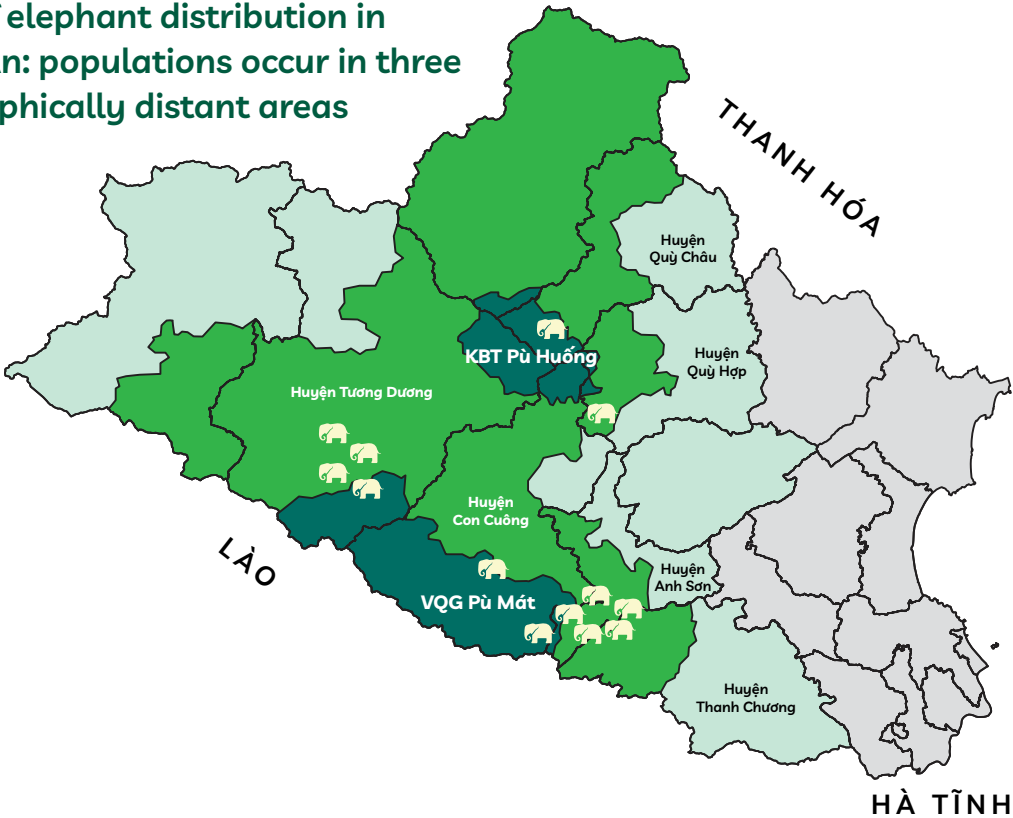 elephant distribution in
n: populations occur in three
phically distant areas
THANH HÓA
Huyện
Quỳ Châu
KBT Pù Huống
Huyện
Quỳ Hợp
Huyện Tương Dương
Huyện
Con Cuông
LÀO
Huyện
Anh Sơn
VQG Pù Mát
Huyện
Thanh Chương
HÀ TĨNH